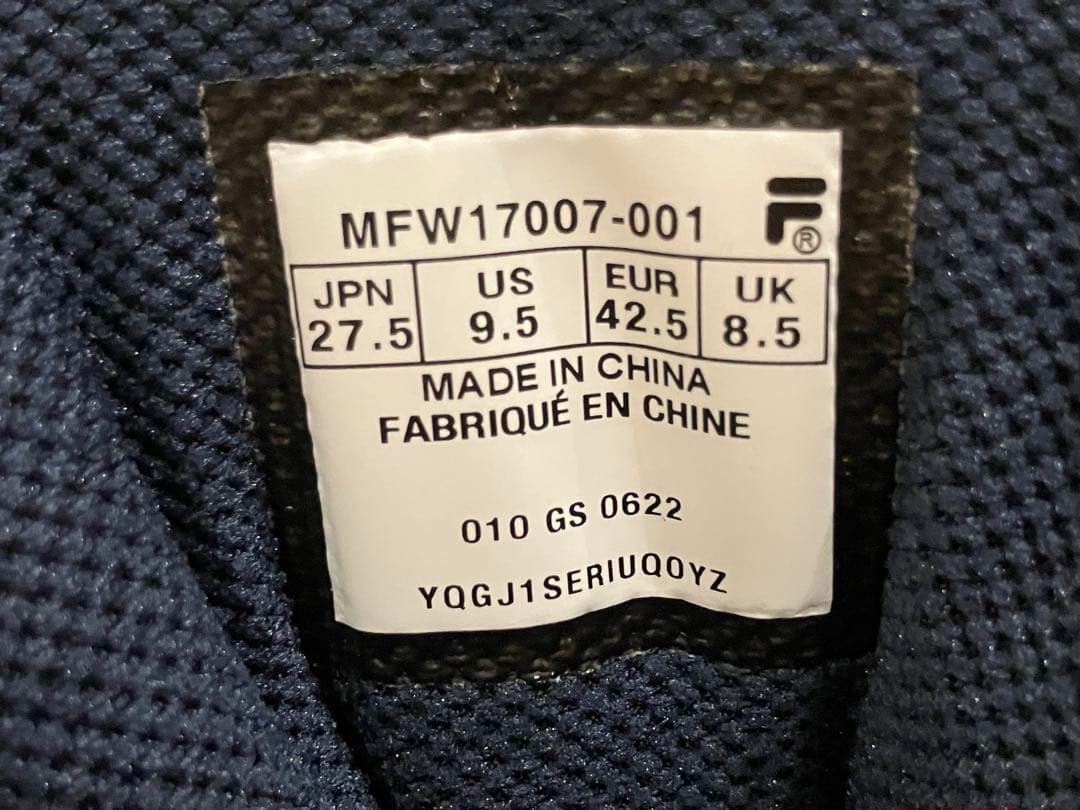 MFW17007-001
JPN US EUR UK
27.5 9.5 42.5 8.5
MADE IN CHINA
FABRIQUÉ EN CHINE
010 GS 0622
YQGJ1SERIUQOYZ